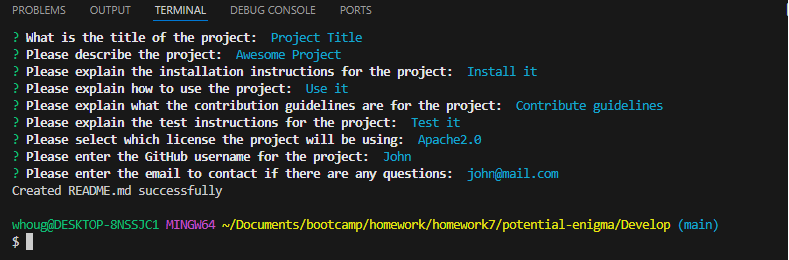 PROBLEMS OUTPUT TERMINAL DEBUG CONSOLE PORTS
? What is the title of the project: Project Title
? Please describe the project: Awesome Project
? Please explain the installation instructions for the project: Install it
? Please explain how to use the project: Use it
? Please explain what the contribution guidelines are for the project: Contribute guidelines
? Please explain the test instructions for the project: Test it
? Please select which license the project will be using: Apache2.0
? Please enter the GitHub username for the project: John
? Please enter the email to contact if there are any questions: john@mail.com
Created README.md successfully
whoug@DESKTOP-8NSSJC1 MINGW64 ~/Documents/bootcamp/homework/homework7/potential-enigma/Develop (main)
$